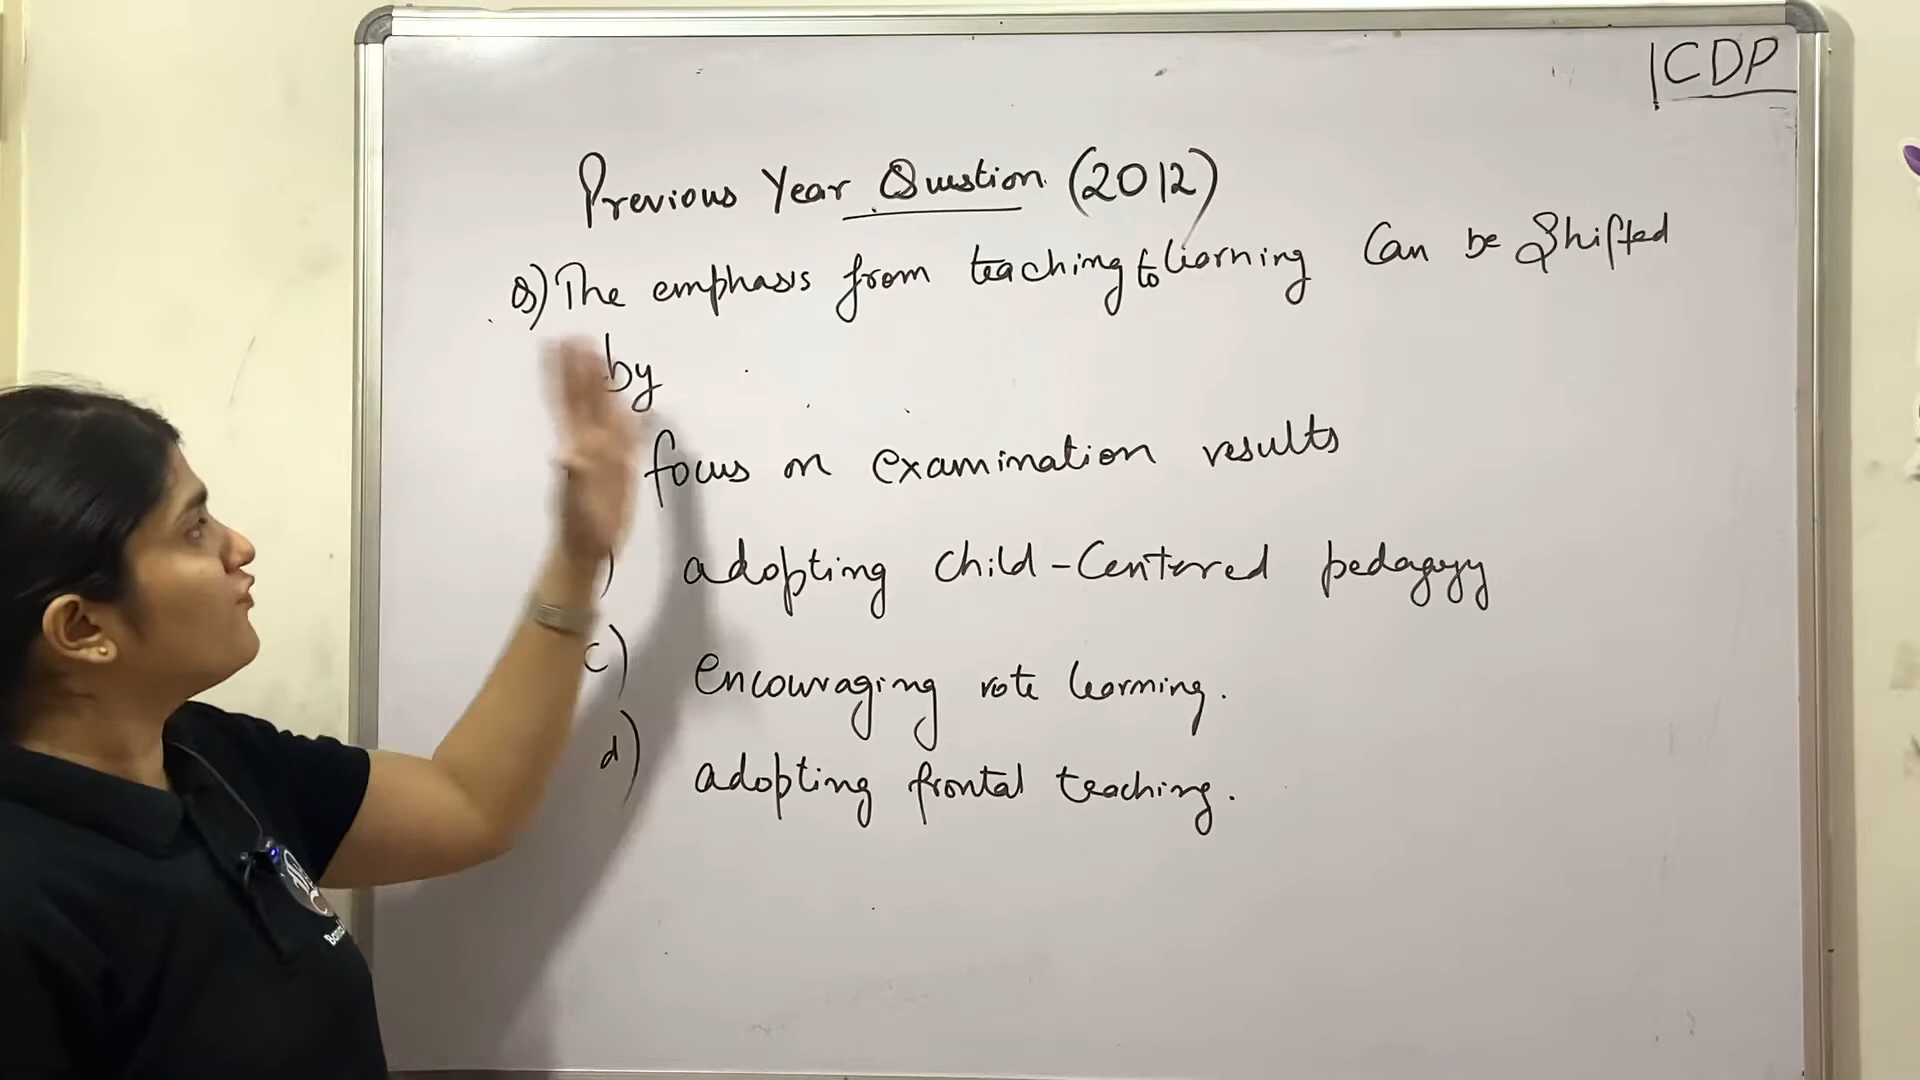 CDP
Previous Year Question (2012)
Q) The emphasis from teaching to learning Can be Shifted
by
focus on examination results
) adopting child-Centered pedagogy
c) encouraging rote learning.
d) adopting frontal teaching.